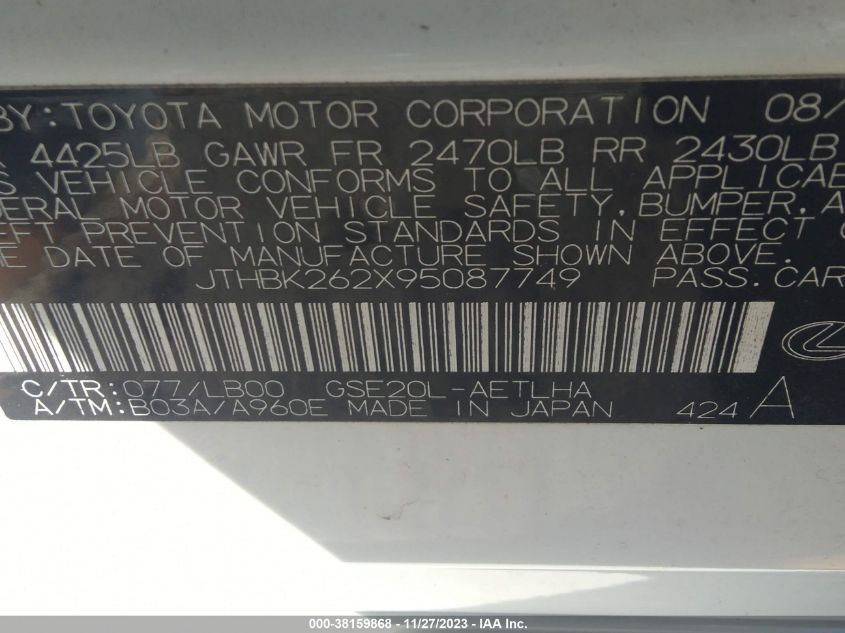 BY: TOYOTA MOTOR CORPORATION 08/
4425LB GAWR FR 2470LB RR 2430LB
S VEHICLE CONFORMS TO ALL APPLICAB
ERAL MOTOR VEHICLE SAFETY, BUMPER, A
EFT PREVENTION STANDARDS IN EFFECT O
E DATE OF MANUFACTURE SHOWN ABOVE.
JTHBK262X95087749 PASS. CAR
C/TR: 077/LB00 GSE20L-AETLHA
A/TM: B03A/A960E MADE IN JAPAN 424 A
000-38159868 - 11/27/2023 - IAA Inc.